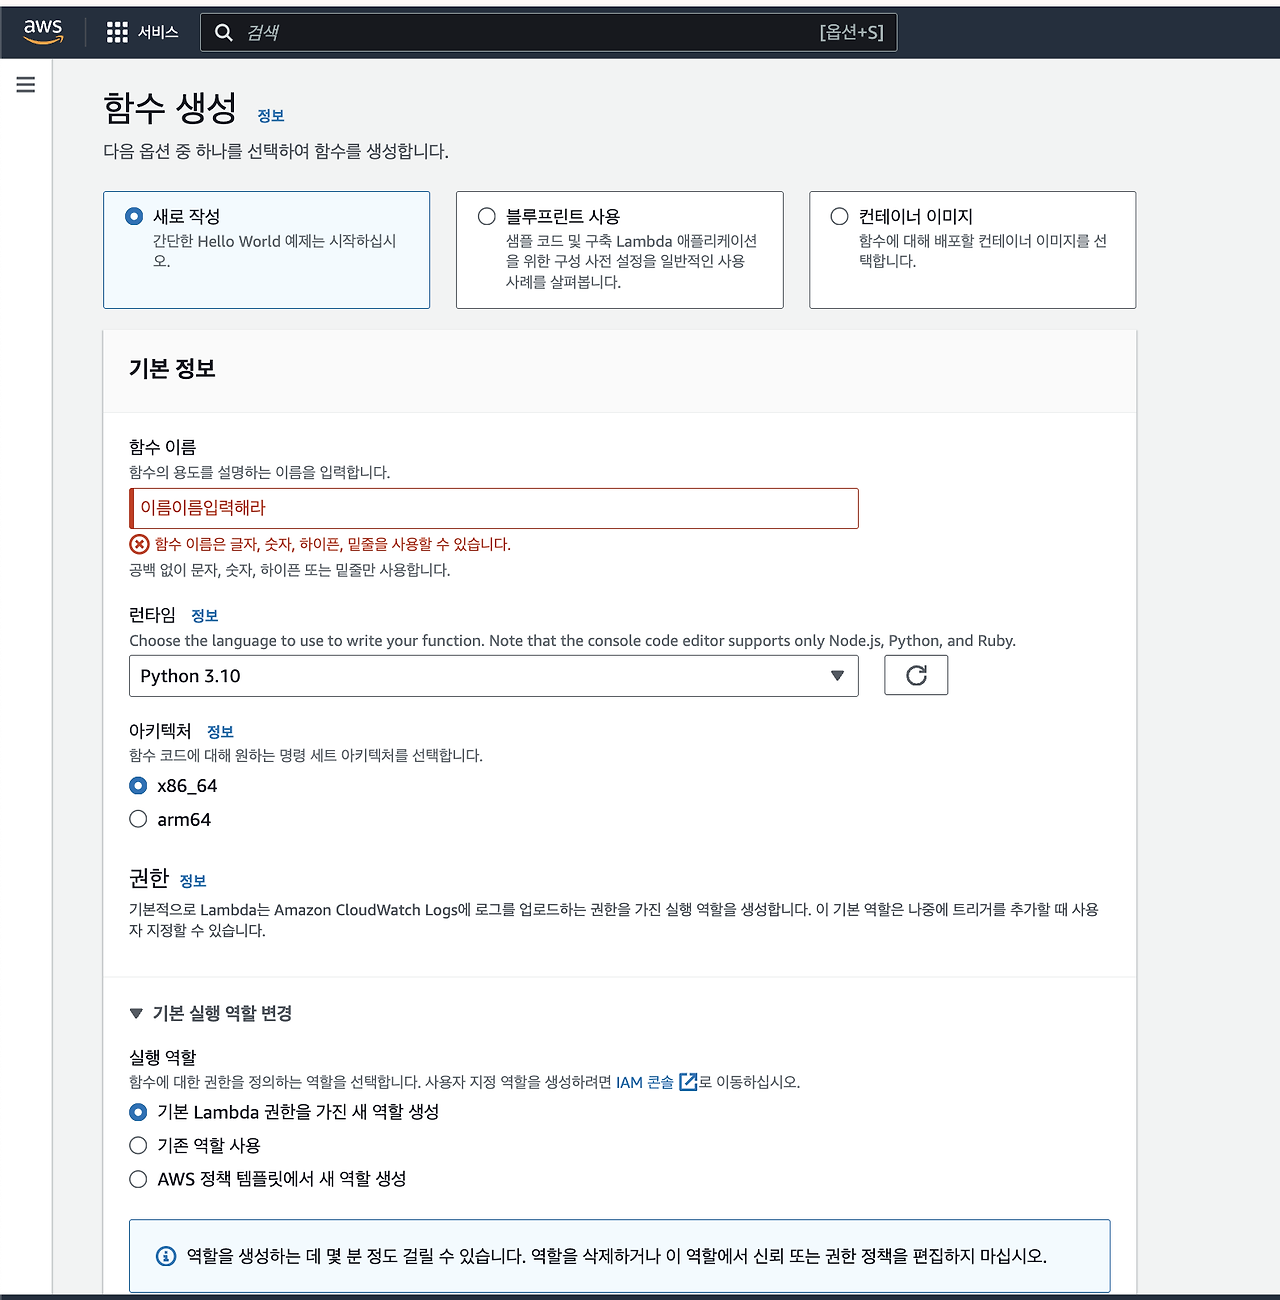 aws
서비스
검색
[옵션+S]
함수 생성 정보
다음 옵션 중 하나를 선택하여 함수를 생성합니다.
새로 작성
간단한 Hello World 예제는 시작하십시
오.
블루프린트 사용
샘플 코드 및 구축 Lambda 애플리케이션
을 위한 구성 사전 설정을 일반적인 사용
사례를 살펴봅니다.
컨테이너 이미지
함수에 대해 배포할 컨테이너 이미지를 선
택합니다.
기본 정보
함수 이름
함수의 용도를 설명하는 이름을 입력합니다.
이름이름입력해라
함수 이름은 글자, 숫자, 하이픈, 밑줄을 사용할 수 있습니다.
공백 없이 문자, 숫자, 하이픈 또는 밑줄만 사용합니다.
런타임 정보
Choose the language to use to write your function. Note that the console code editor supports only Node.js, Python, and Ruby.
Python 3.10
아키텍처 정보
함수 코드에 대해 원하는 명령 세트 아키텍처를 선택합니다.
x86_64
arm64
권한 정보
기본적으로 Lambda는 Amazon CloudWatch Logs에 로그를 업로드하는 권한을 가진 실행 역할을 생성합니다. 이 기본 역할은 나중에 트리거를 추가할 때 사용
자 지정할 수 있습니다.
기본 실행 역할 변경
실행 역할
함수에 대한 권한을 정의하는 역할을 선택합니다. 사용자 지정 역할을 생성하려면 IAM 콘솔로 이동하십시오.
기본 Lambda 권한을 가진 새 역할 생성
기존 역할 사용
AWS 정책 템플릿에서 새 역할 생성
역할을 생성하는 데 몇 분 정도 걸릴 수 있습니다. 역할을 삭제하거나 이 역할에서 신뢰 또는 권한 정책을 편집하지 마십시오.